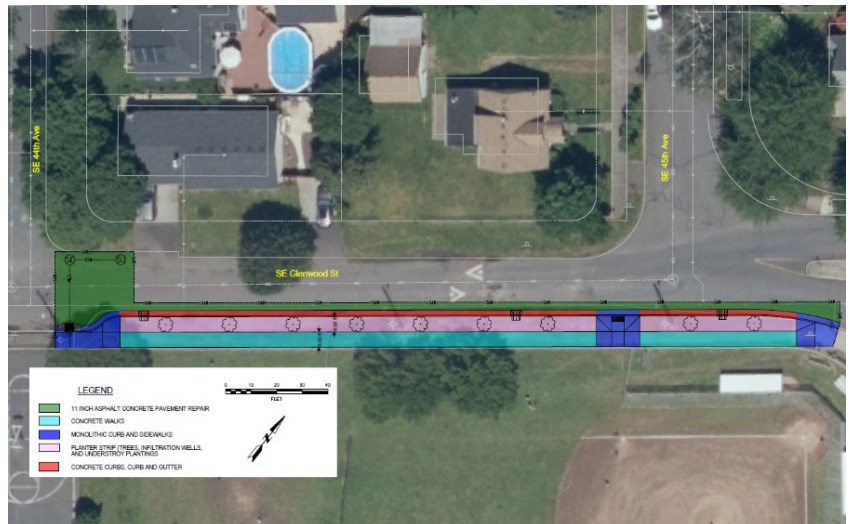 SE 44th Ave
SE 45th Ave
SE Glenwood St
LEGEND
0 10 20 30 40
FEET
11 INCH ASPHALT CONCRETE PAVEMENT REPAIR
CONCRETE WALKS
MONOLITHIC CURB AND SIDEWALKS
PLANTER STRIP (TREES, INFILTRATION WELLS,
AND UNDERSTROY PLANTINGS
CONCRETE CURBS, CURB AND GUTTER